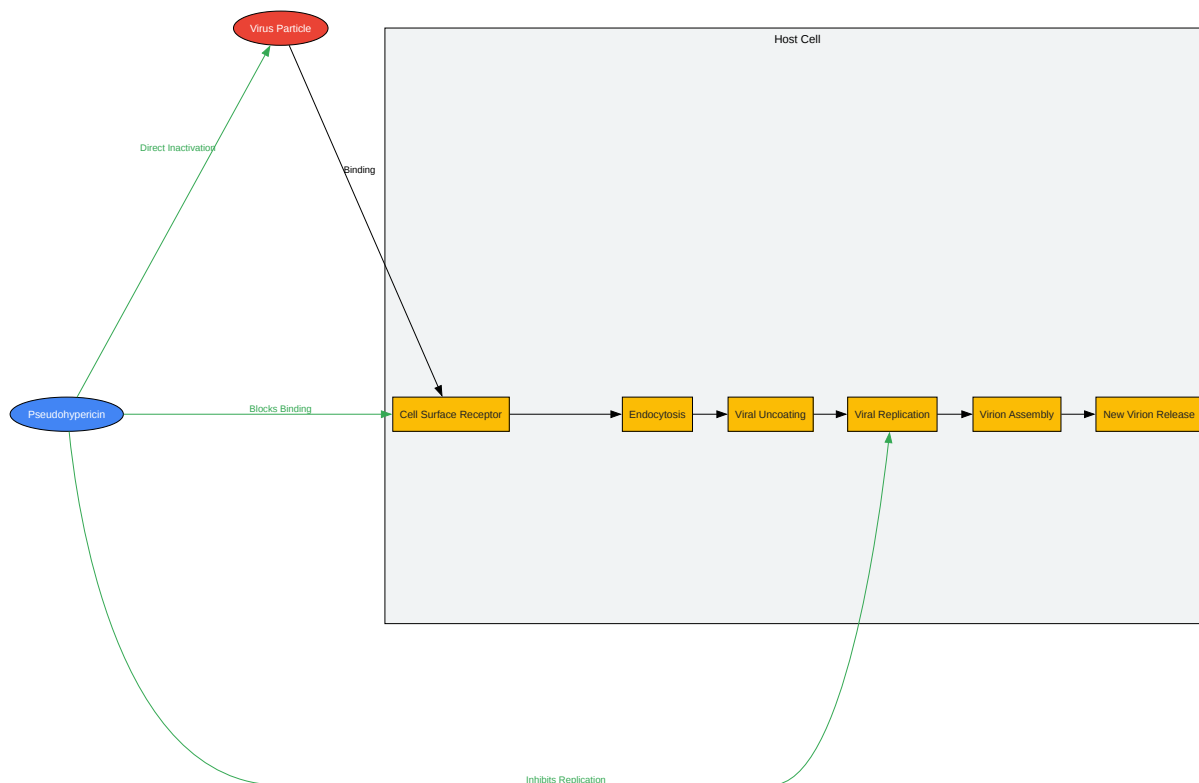 Virus Particle
Host Cell
Direct Inactivation
Binding
Pseudohypericin
Blocks Binding
Cell Surface Receptor
Endocytosis
Viral Uncoating
Viral Replication
Virion Assembly
New Virion Release
Inhibits Replication